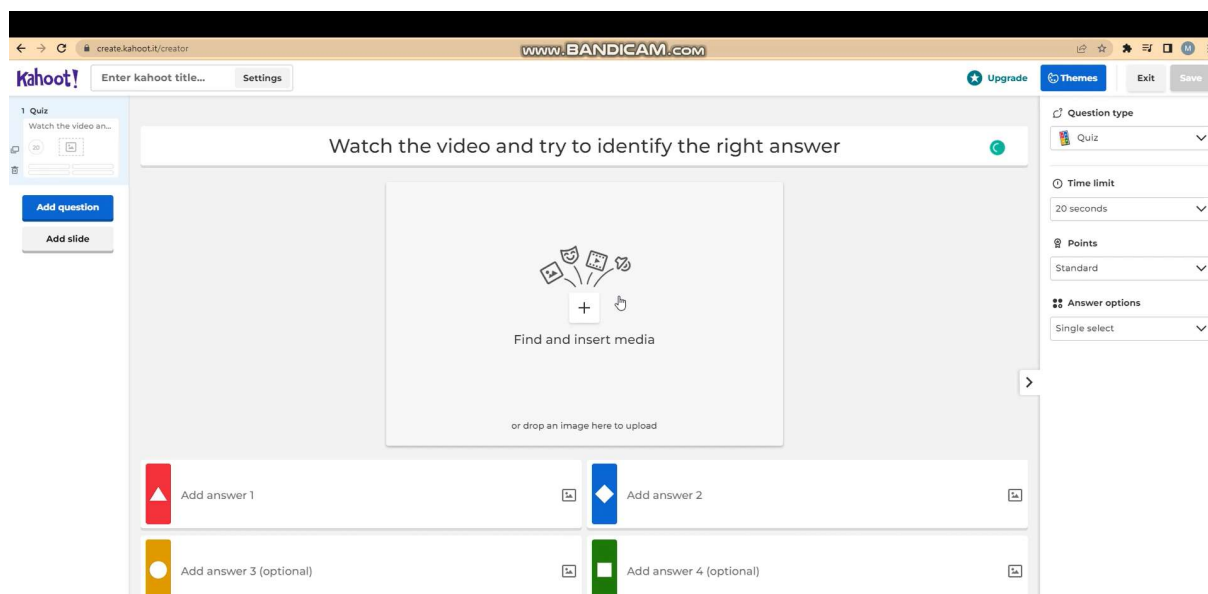 create.kahoot.it/creator
www.BANDICAM.com
M
Kahoot!
Enter kahoot title...
Settings
Upgrade
Themes
Exit
Save
1 Quiz
Watch the video an...
20
Add question
Add slide
Watch the video and try to identify the right answer
Find and insert media
or drop an image here to upload
Add answer 1
Add answer 2
Add answer 3 (optional)
Add answer 4 (optional)
Question type
Quiz
Time limit
20 seconds
Points
Standard
Answer options
Single select